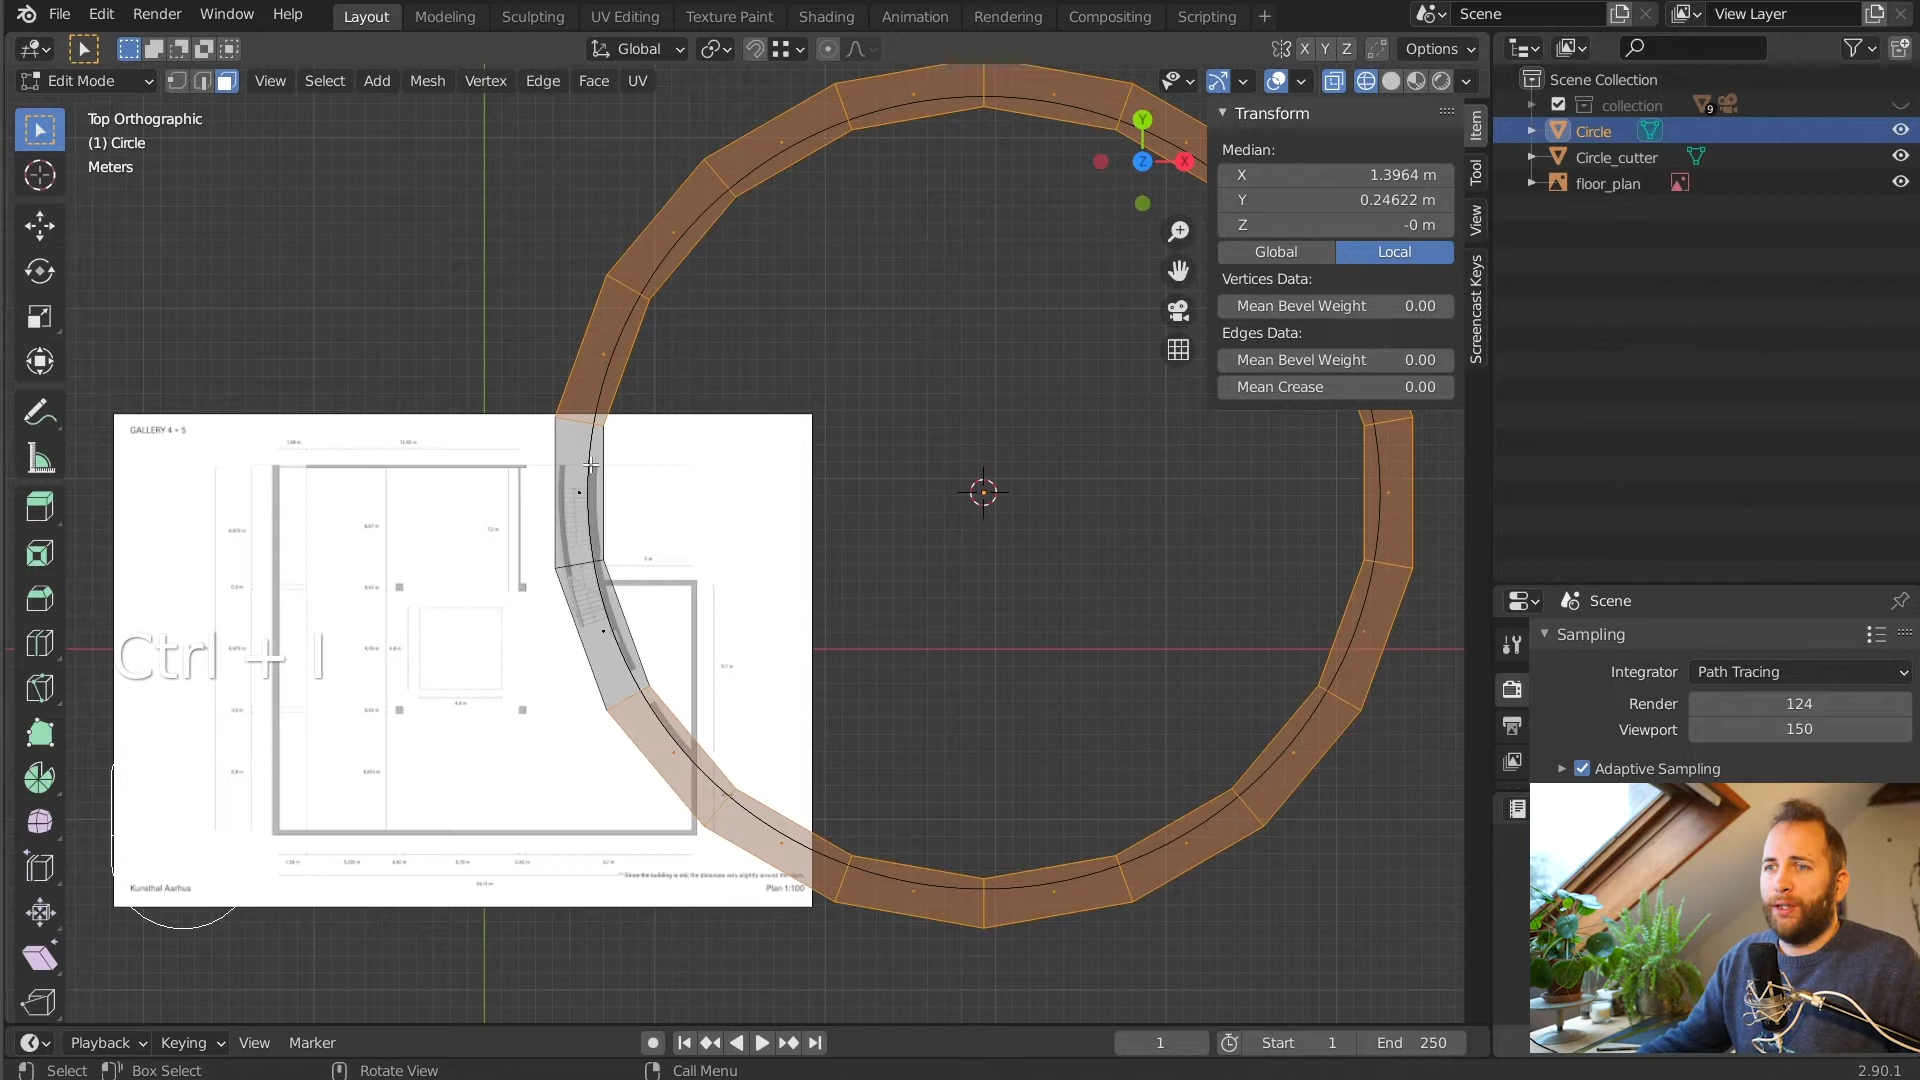 File Edit Render Window Help Layout Modeling Sculpting UV Editing Texture Paint Shading Animation Rendering Compositing Scripting Scene View Layer
Global X Y Z Options
Edit Mode View Select Add Mesh Vertex Edge Face UV
Top Orthographic
(1) Circle
Meters
Y
Z X
Transform
Median:
X 1.3964 m
Y 0.24622 m
Z -0 m
Global Local
Vertices Data:
Mean Bevel Weight 0.00
Edges Data:
Mean Bevel Weight 0.00
Mean Crease 0.00
Item
Tool
View
Screencast Keys
Scene Collection
collection 9
Circle
Circle_cutter
floor_plan
GALLERY 4 + 5
Ctrl + I
Kunsthal Aarhus
Plan 1:100
Scene
Sampling
Integrator Path Tracing
Render 124
Viewport 150
Adaptive Sampling
Playback Keying View Marker 1 Start 1 End 250
Select Box Select Rotate View Call Menu 2.90.1